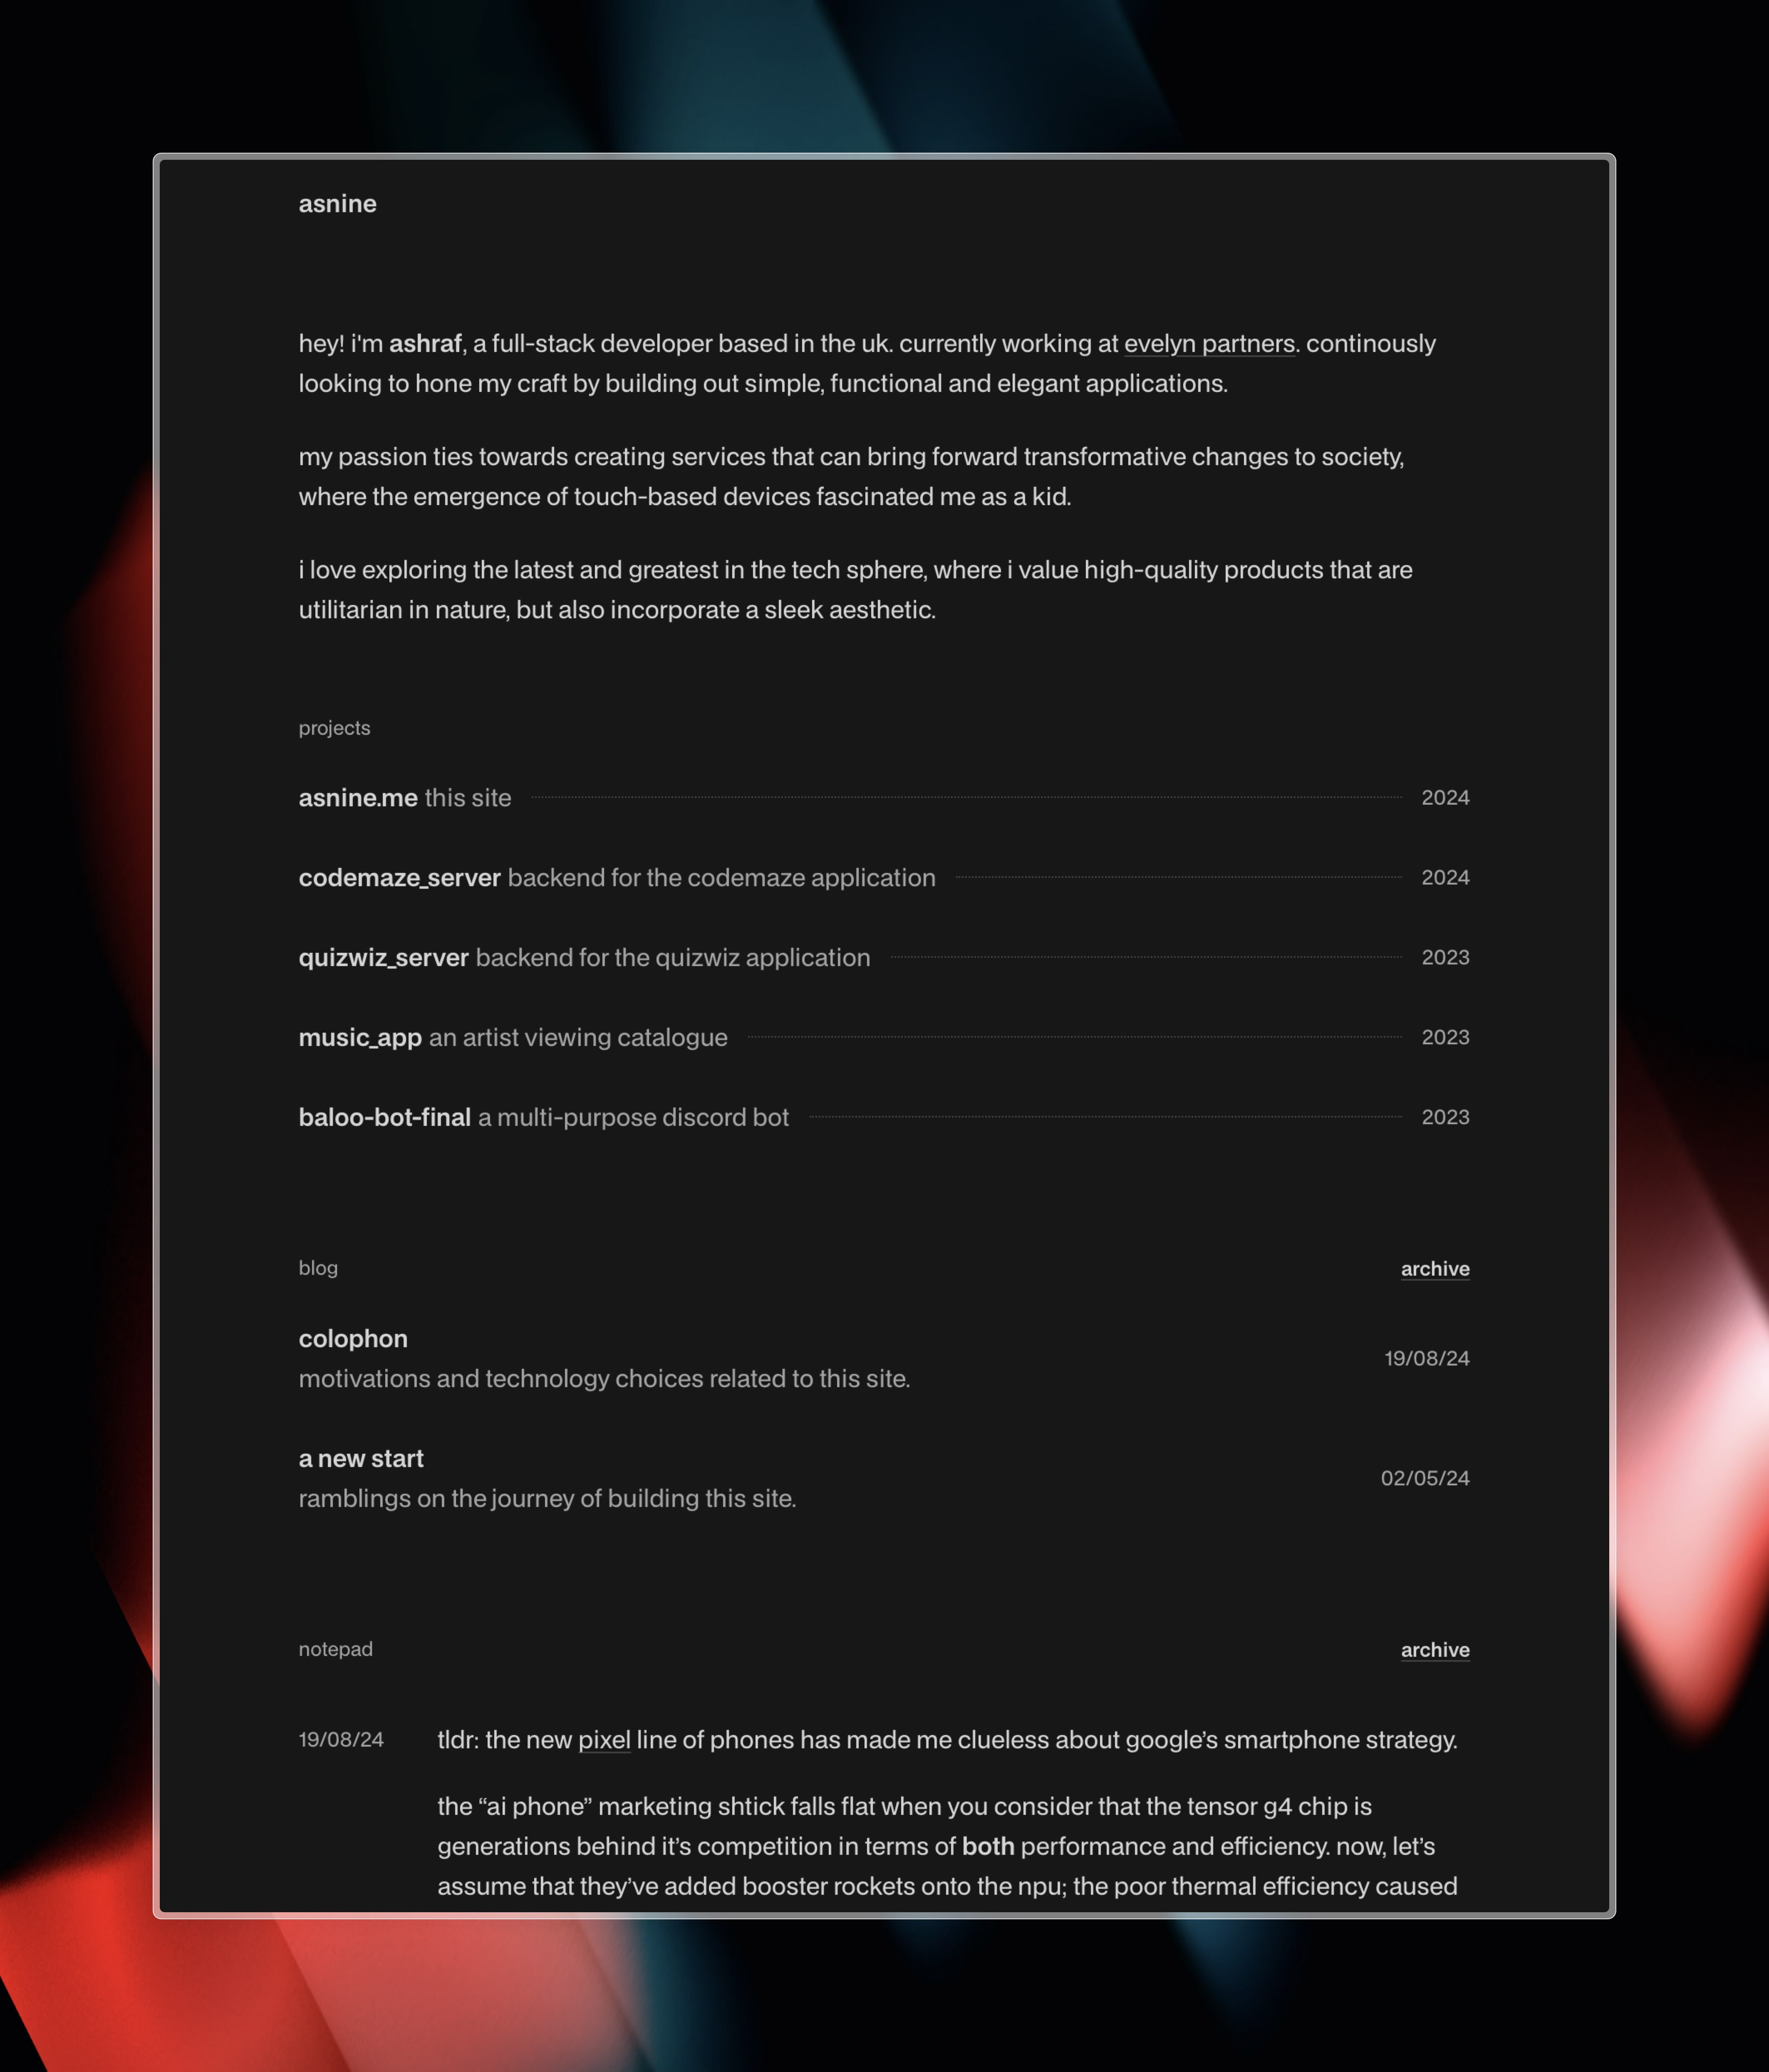 asnine
hey! i'm ashraf, a full-stack developer based in the uk. currently working at evelyn partners. continously
looking to hone my craft by building out simple, functional and elegant applications.
my passion ties towards creating services that can bring forward transformative changes to society,
where the emergence of touch-based devices fascinated me as a kid.
i love exploring the latest and greatest in the tech sphere, where i value high-quality products that are
utilitarian in nature, but also incorporate a sleek aesthetic.
projects
asnine.me this site 2024
codemaze_server backend for the codemaze application 2024
quizwiz_server backend for the quizwiz application 2023
music_app an artist viewing catalogue 2023
baloo-bot-final a multi-purpose discord bot 2023
blog archive
colophon
motivations and technology choices related to this site.
19/08/24
a new start
ramblings on the journey of building this site.
02/05/24
notepad archive
19/08/24 tldr: the new pixel line of phones has made me clueless about google’s smartphone strategy.
the “ai phone” marketing shtick falls flat when you consider that the tensor g4 chip is
generations behind it’s competition in terms of both performance and efficiency. now, let’s
assume that they’ve added booster rockets onto the npu; the poor thermal efficiency caused